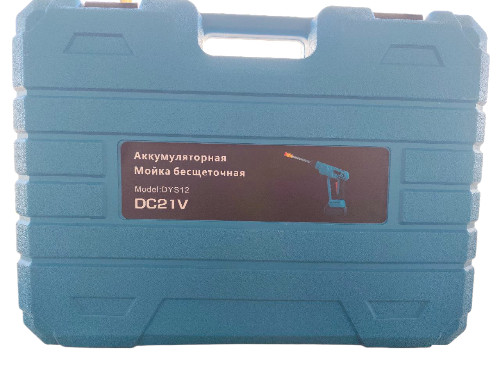 Аккумуляторная
Мойка бесщеточная
Model:DYS12
DC21V